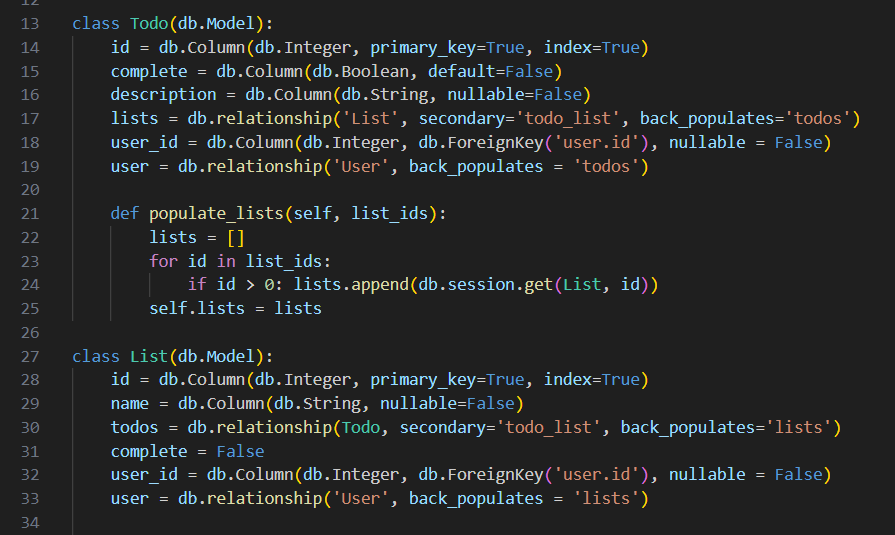 12
13 class Todo(db.Model):
14     id = db.Column(db.Integer, primary_key=True, index=True)
15     complete = db.Column(db.Boolean, default=False)
16     description = db.Column(db.String, nullable=False)
17     lists = db.relationship('List', secondary='todo_list', back_populates='todos')
18     user_id = db.Column(db.Integer, db.ForeignKey('user.id'), nullable = False)
19     user = db.relationship('User', back_populates = 'todos')
20
21     def populate_lists(self, list_ids):
22         lists = []
23         for id in list_ids:
24             if id > 0: lists.append(db.session.get(List, id))
25         self.lists = lists
26
27 class List(db.Model):
28     id = db.Column(db.Integer, primary_key=True, index=True)
29     name = db.Column(db.String, nullable=False)
30     todos = db.relationship(Todo, secondary='todo_list', back_populates='lists')
31     complete = False
32     user_id = db.Column(db.Integer, db.ForeignKey('user.id'), nullable = False)
33     user = db.relationship('User', back_populates = 'lists')
34